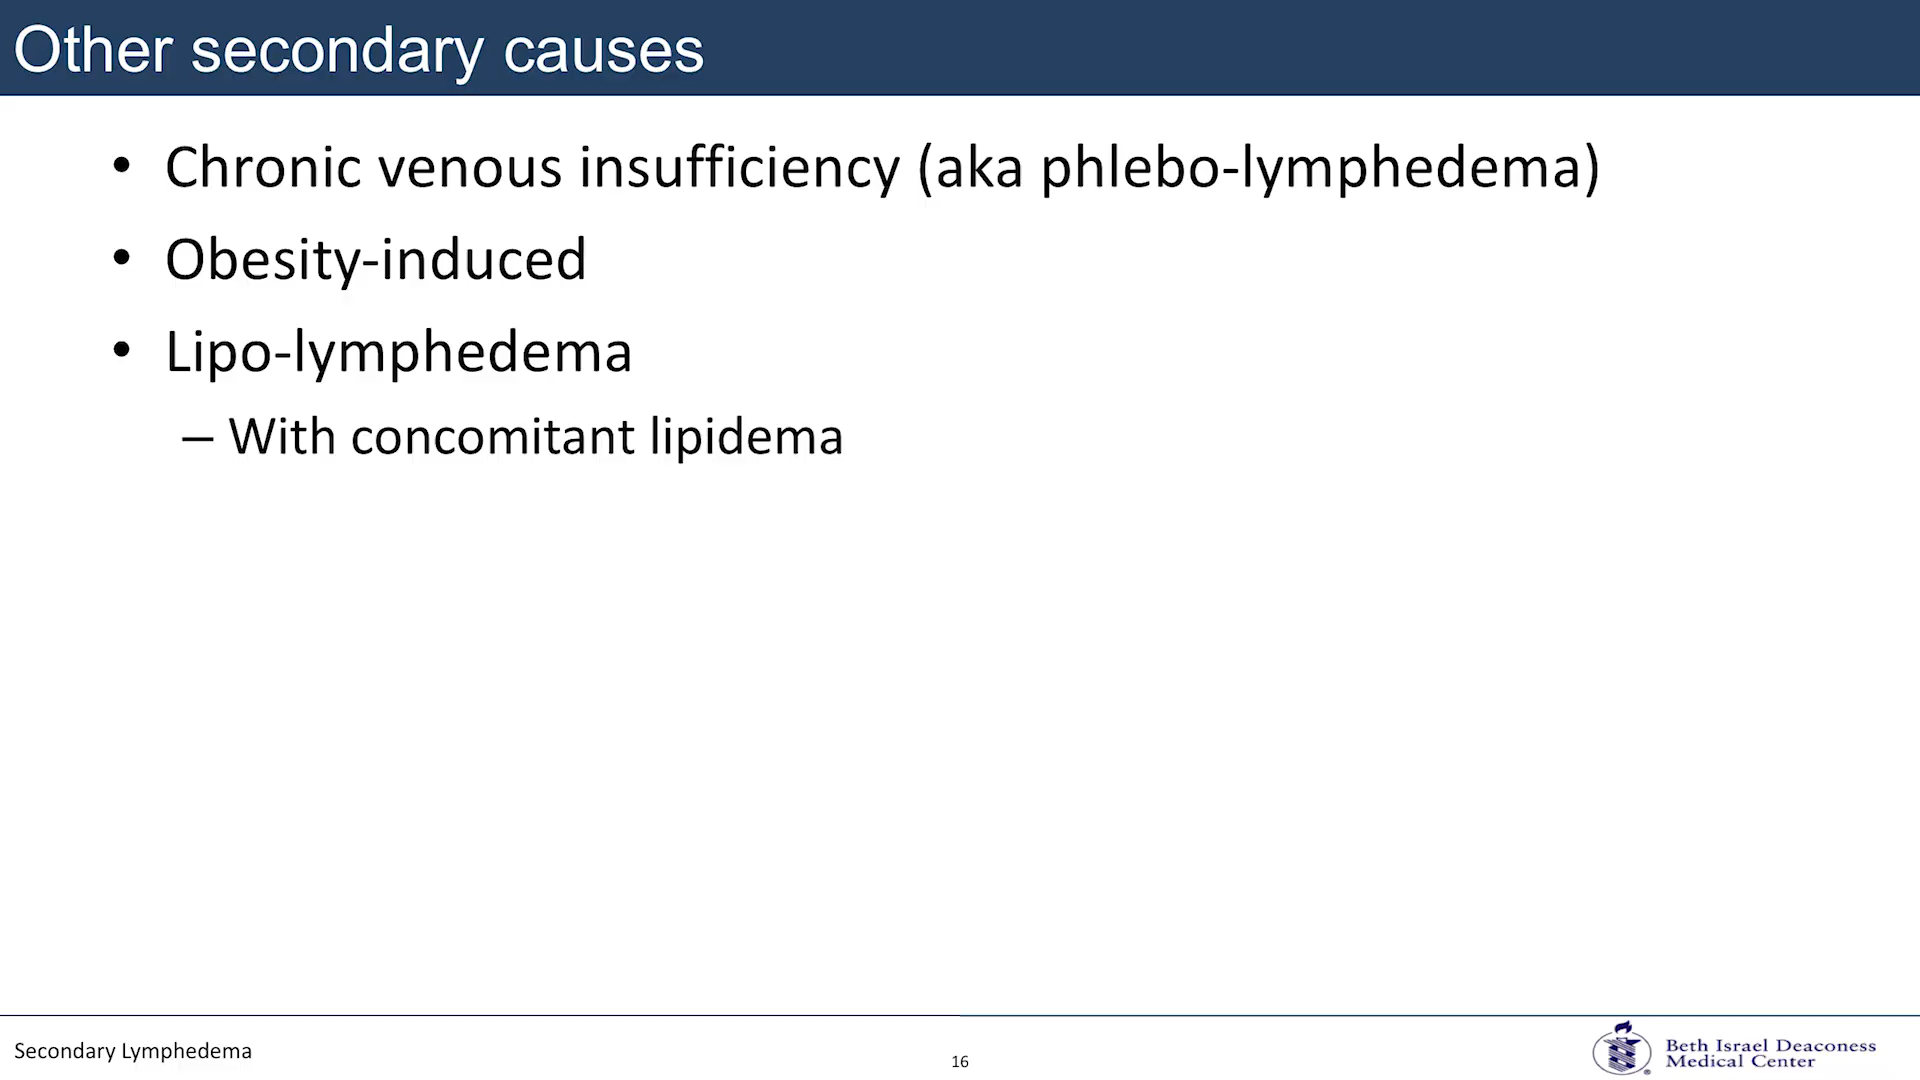 Other secondary causes
• Chronic venous insufficiency (aka phlebo-lymphedema)
• Obesity-induced
• Lipo-lymphedema
– With concomitant lipidema
Secondary Lymphedema
16
Beth Israel Deaconess
Medical Center